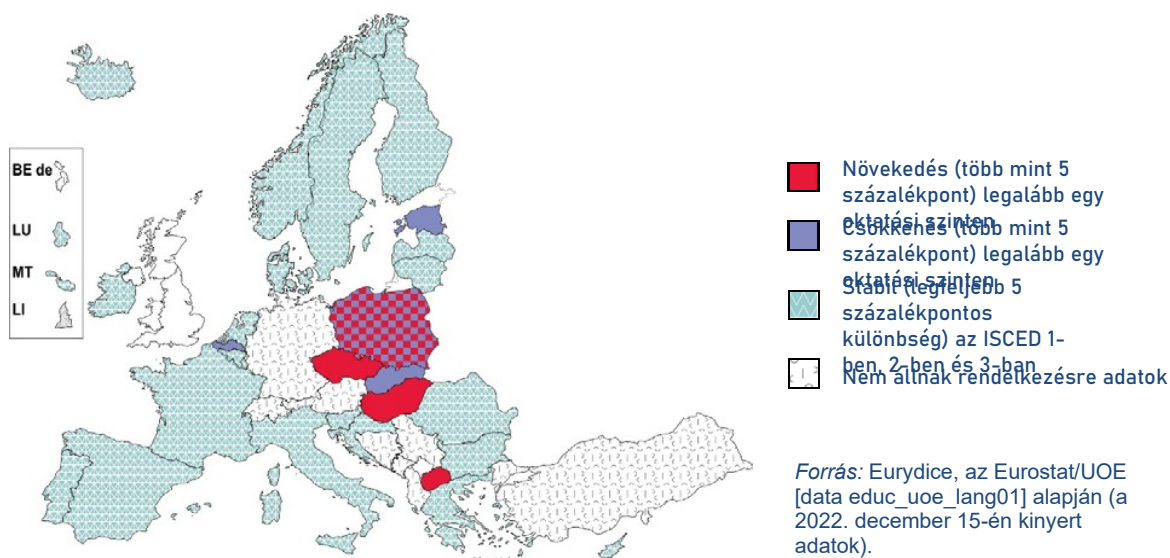 BE de
LU
MT
LI
Növekedés (több mint 5
százalékpont) legalább egy
oktatási szinten
Csökkenés (több mint 5
százalékpont) legalább egy
oktatási szinten
Stabil (legfeljebb 5
százalékpontos
különbség) az ISCED 1-
ben, 2-ben és 3-ban
Nem állnak rendelkezésre adatok
Forrás: Eurydice, az Eurostat/UOE
[data educ_uoe_lang01] alapján (a
2022. december 15-én kinyert
adatok).